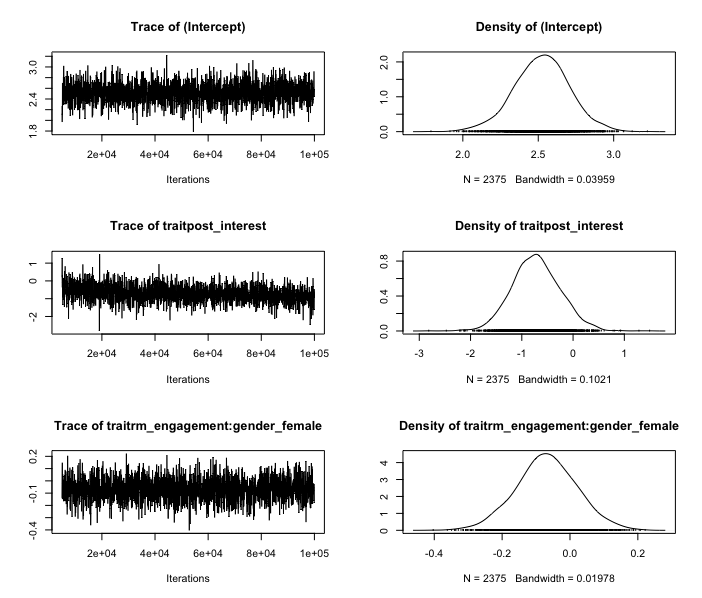 Trace of (Intercept)
3.0
2.4
1.8
2e+04 4e+04 6e+04 8e+04 1e+05
Iterations
Density of (Intercept)
2.0
1.0
0.0
2.0 2.5 3.0
N = 2375 Bandwidth = 0.03959
Trace of traitpost_interest
1
0
-2
2e+04 4e+04 6e+04 8e+04 1e+05
Iterations
Density of traitpost_interest
0.8
0.4
0.0
-3 -2 -1 0 1
N = 2375 Bandwidth = 0.1021
Trace of traitrm_engagement:gender_female
0.2
-0.1
-0.4
2e+04 4e+04 6e+04 8e+04 1e+05
Iterations
Density of traitrm_engagement:gender_female
4
3
2
1
0
-0.4 -0.2 0.0 0.2
N = 2375 Bandwidth = 0.01978